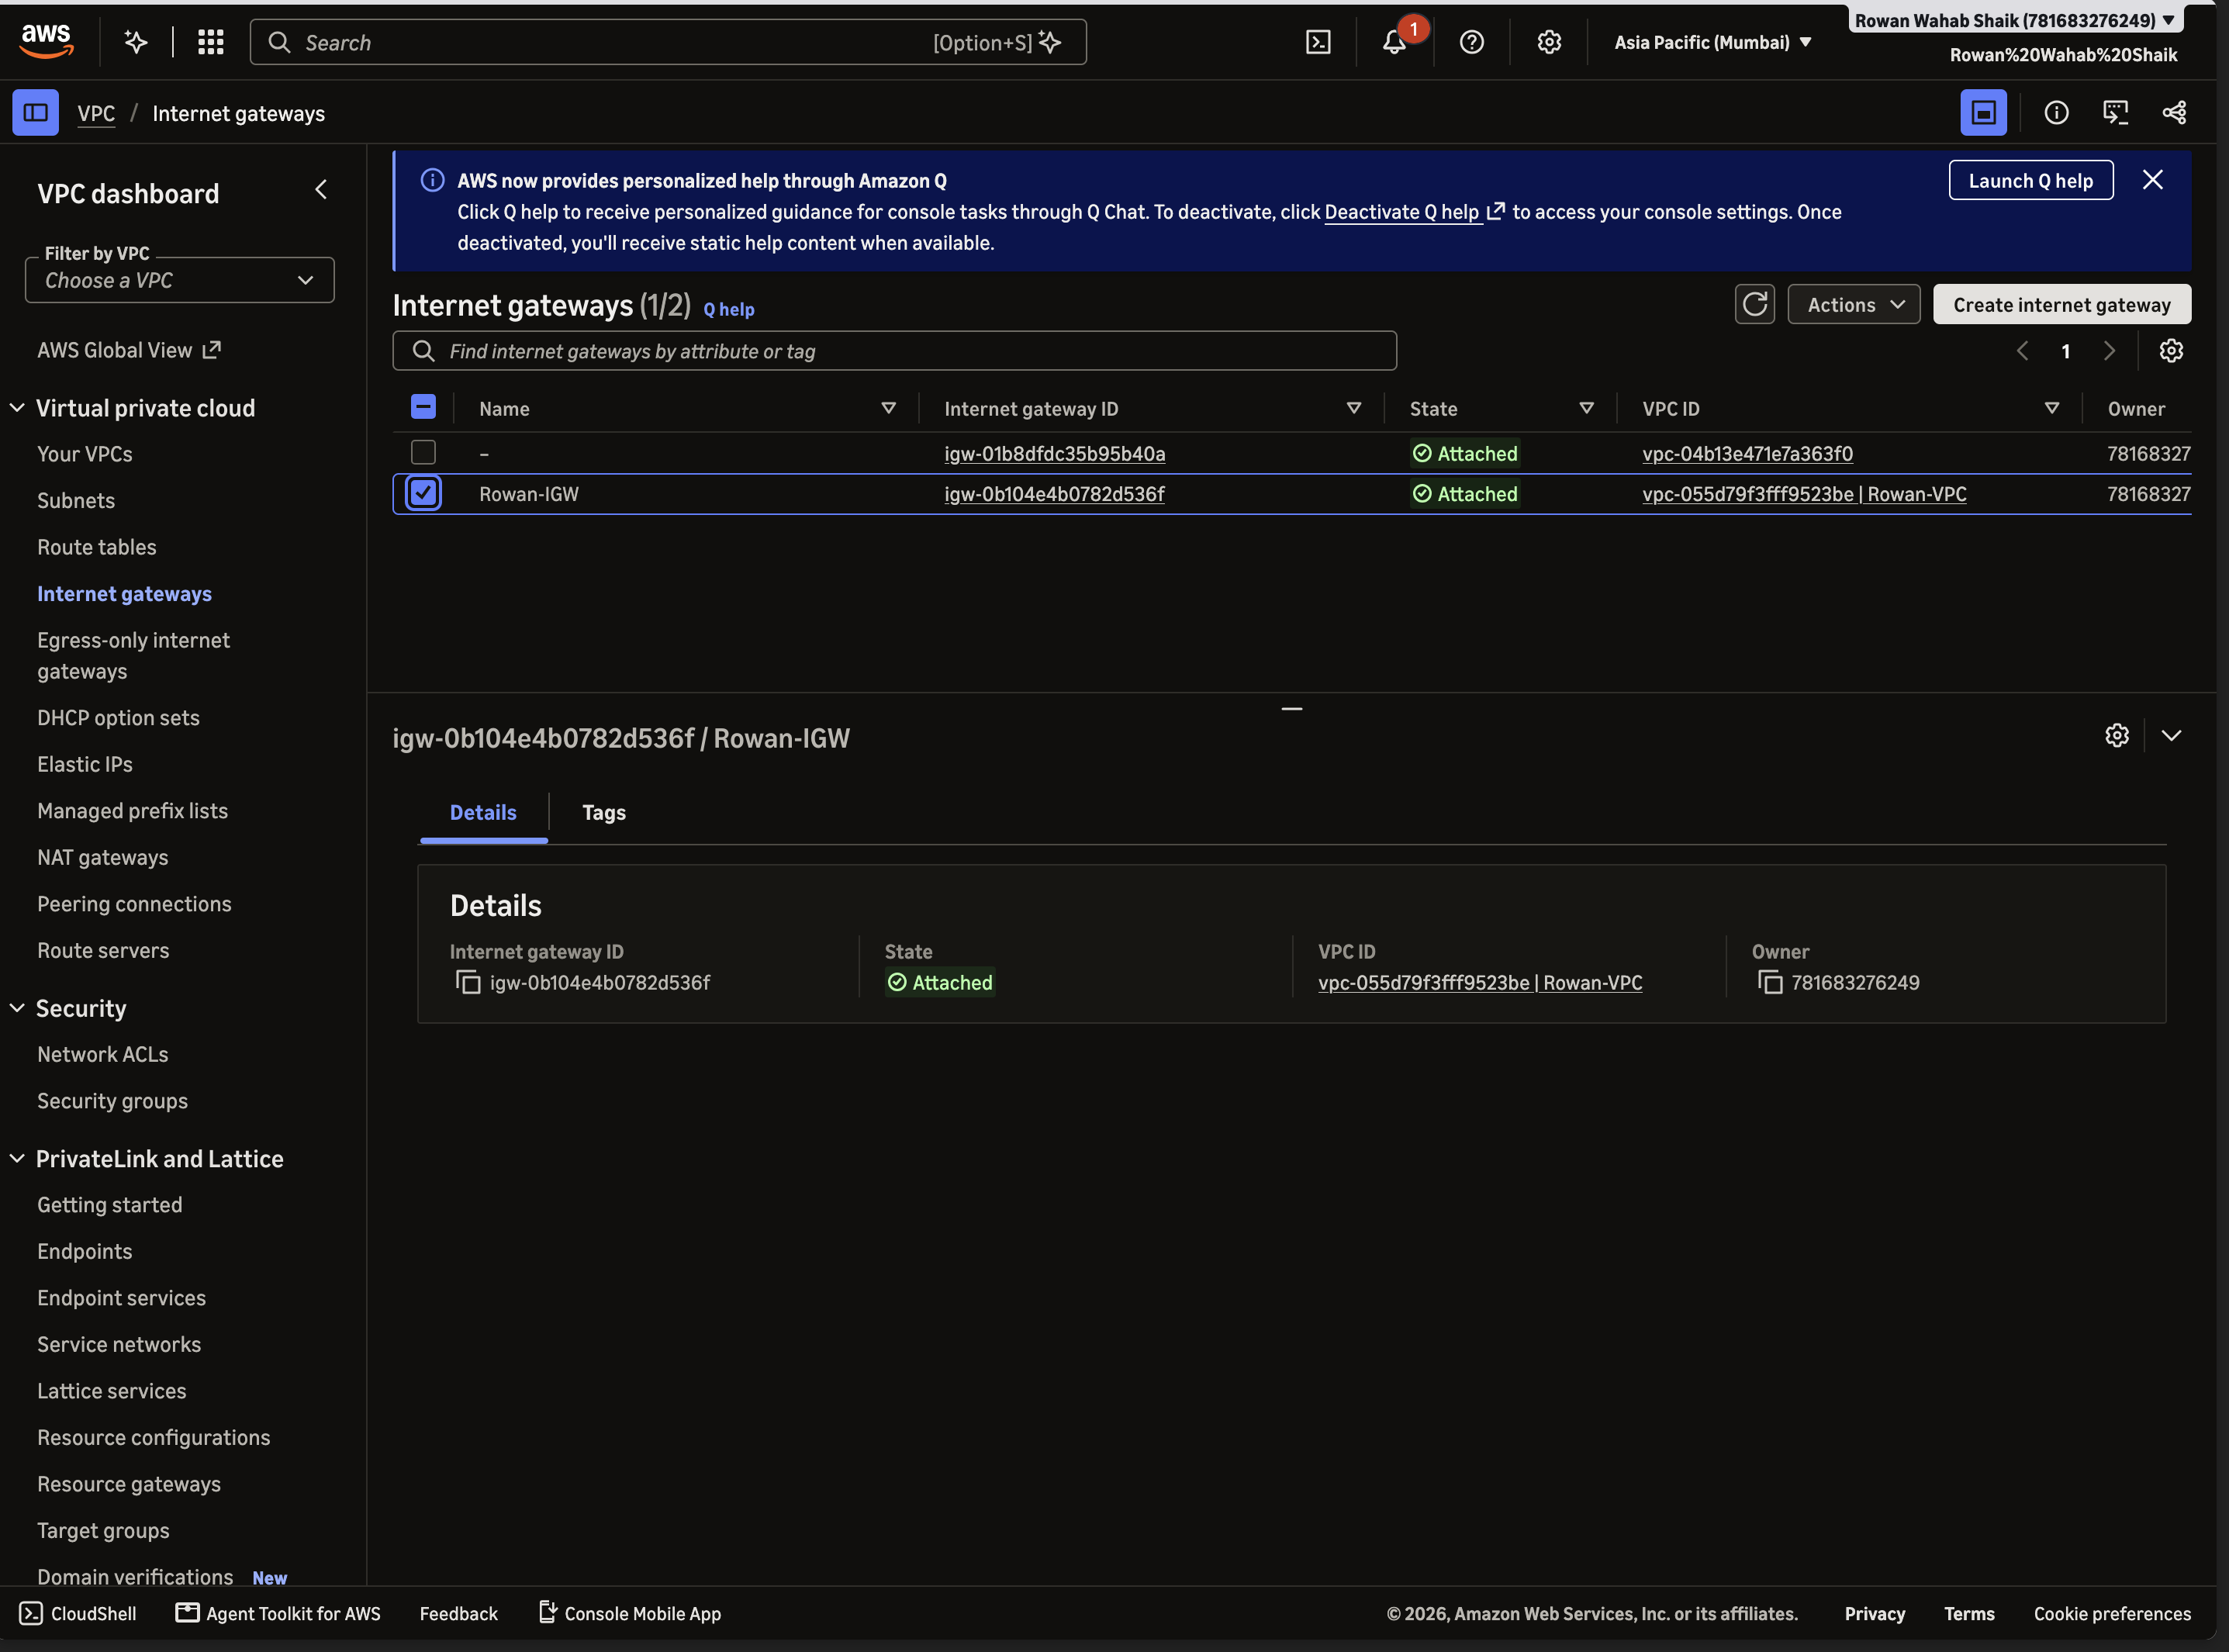 aws
Search
[Option+S]
1
Asia Pacific (Mumbai)
Rowan Wahab Shaik (781683276249)
Rowan%20Wahab%20Shaik
VPC / Internet gateways
VPC dashboard
Filter by VPC
Choose a VPC
AWS Global View
Virtual private cloud
Your VPCs
Subnets
Route tables
Internet gateways
Egress-only internet
gateways
DHCP option sets
Elastic IPs
Managed prefix lists
NAT gateways
Peering connections
Route servers
Security
Network ACLs
Security groups
PrivateLink and Lattice
Getting started
Endpoints
Endpoint services
Service networks
Lattice services
Resource configurations
Resource gateways
Target groups
Domain verifications New
AWS now provides personalized help through Amazon Q
Click Q help to receive personalized guidance for console tasks through Q Chat. To deactivate, click Deactivate Q help to access your console settings. Once
deactivated, you'll receive static help content when available.
Launch Q help
Internet gateways (1/2) Q help
Actions
Create internet gateway
Find internet gateways by attribute or tag
1
Name Internet gateway ID State VPC ID Owner
– igw-01b8dfdc35b95b40a Attached vpc-04b13e471e7a363f0 78168327
Rowan-IGW igw-0b104e4b0782d536f Attached vpc-055d79f3fff9523be | Rowan-VPC 78168327
igw-0b104e4b0782d536f / Rowan-IGW
Details Tags
Details
Internet gateway ID State VPC ID Owner
igw-0b104e4b0782d536f Attached vpc-055d79f3fff9523be | Rowan-VPC 781683276249
CloudShell Agent Toolkit for AWS Feedback Console Mobile App © 2026, Amazon Web Services, Inc. or its affiliates. Privacy Terms Cookie preferences